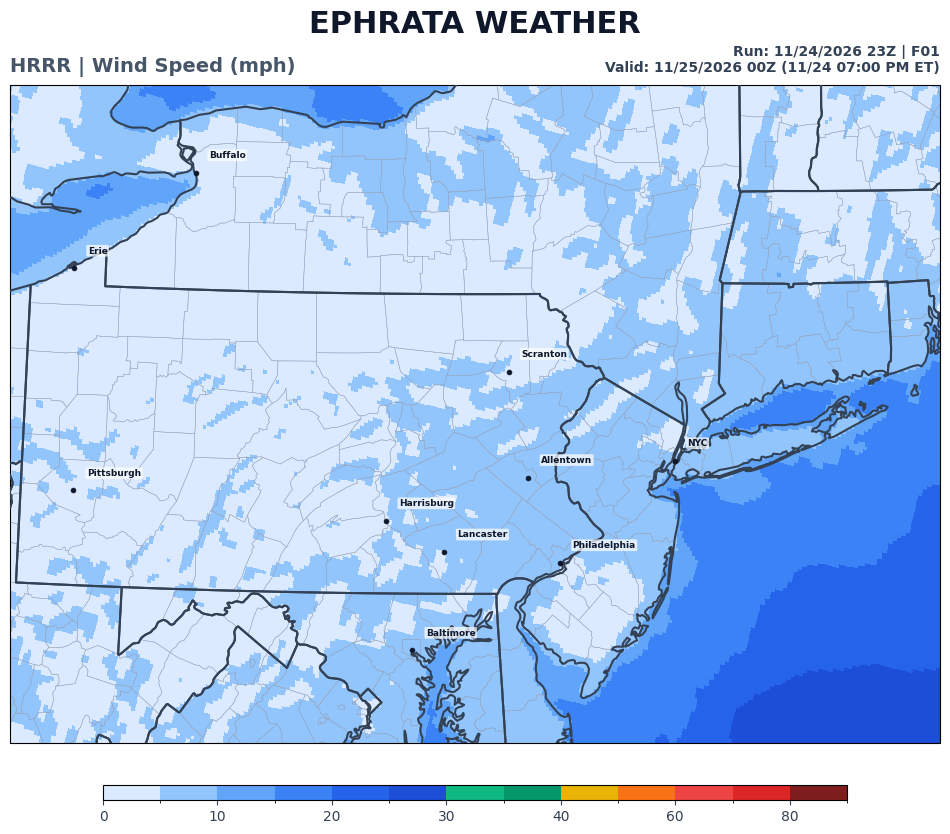 EPHRATA WEATHER
HRRR | Wind Speed (mph)
Run: 11/24/2026 23Z | F01
Valid: 11/25/2026 00Z (11/24 07:00 PM ET)
Buffalo
Erie
Scranton
NYC
Allentown
Pittsburgh
Harrisburg
Lancaster
Philadelphia
Baltimore
0 10 20 30 40 50 60 70 80